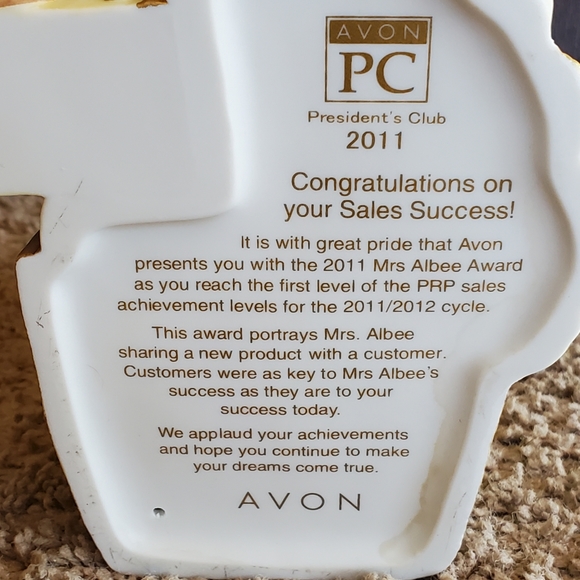 AVON
PC
President's Club
2011
Congratulations on
your Sales Success!
It is with great pride that Avon
presents you with the 2011 Mrs Albee Award
as you reach the first level of the PRP sales
achievement levels for the 2011/2012 cycle.
This award portrays Mrs. Albee
sharing a new product with a customer.
Customers were as key to Mrs Albee's
success as they are to your
success today.
We applaud your achievements
and hope you continue to make
your dreams come true.
AVON